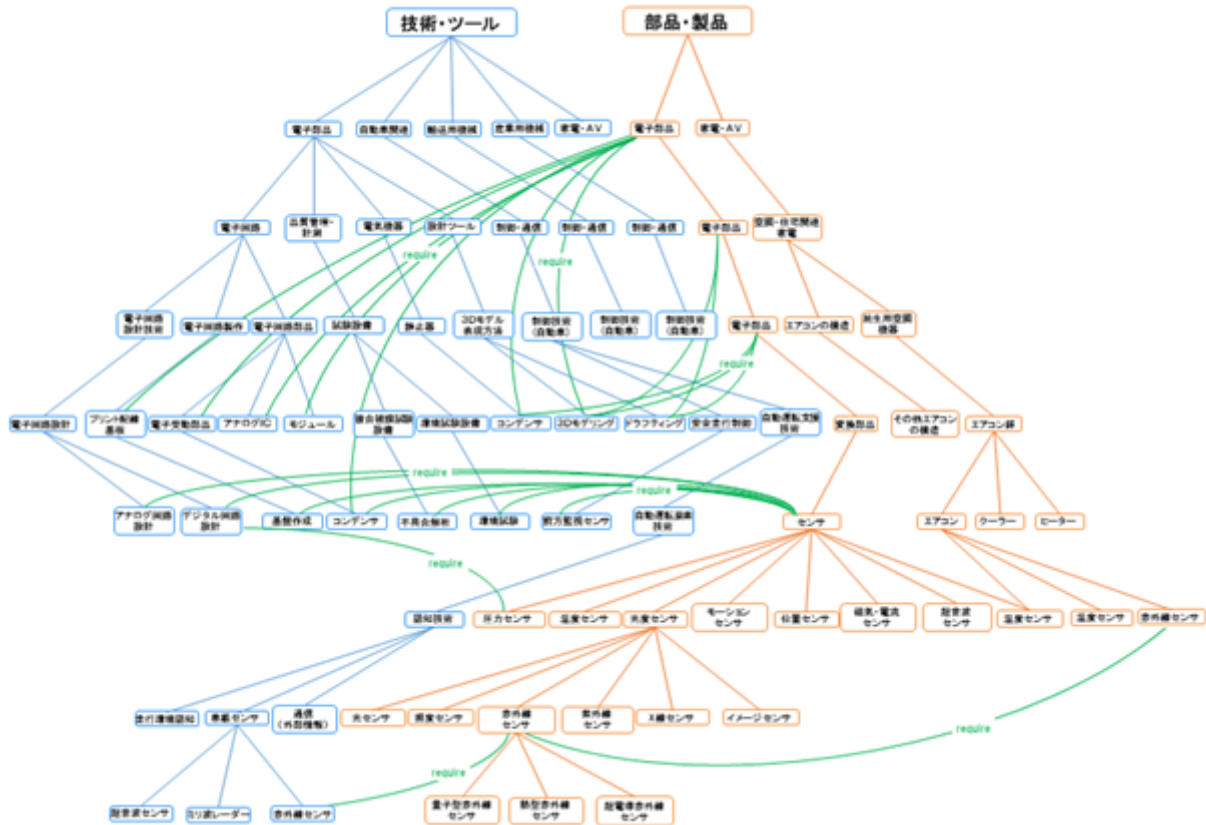 技術・ツール
部品・製品
電子部品
自動車関連
輸送用機械
産業用機械
家電・AV
電子部品
家電・AV
電子回路
品質管理・
計測
電気機器
設計ツール
制御・通信
制御・通信
制御・通信
電子部品
空調・住宅関連
家電
require
require
電子回路
設計技術
電子回路製作
電子回路部品
試験設備
静止器
3Dモデル
表現方法
制御技術
(自動車)
制御技術
(自動車)
制御技術
(自動車)
電子部品
エアコンの構造
機器
require
電子回路設計
プリント配線
基板
電子受動部品
アナログIC
モジュール
複合被膜試験
設備
環境試験設備
コンデンサ
3Dモデリング
ドラフティング
安全走行制御
自動運転支援
技術
変換部品
その他エアコン
の構造
エアコン
require
require
アナログ回路
設計
デジタル回路
設計
基盤作成
コンデンサ
不具合解析
環境試験
前方監視センサ
自動運転
技術
センサ
エアコン
クーラー
ヒーター
require
認知技術
圧力センサ
温度センサ
光度センサ
モーション
センサ
位置センサ
磁気・電流
センサ
超音波
センサ
温度センサ
湿度センサ
赤外線センサ
走行環境認知
車載センサ
通信
(外部情報)
光センサ
照度センサ
赤外線
センサ
紫外線
センサ
X線センサ
イメージセンサ
require
require
超音波センサ
ミリ波レーダー
赤外線センサ
量子型赤外線
センサ
熱型赤外線
センサ
超電導赤外線
センサ